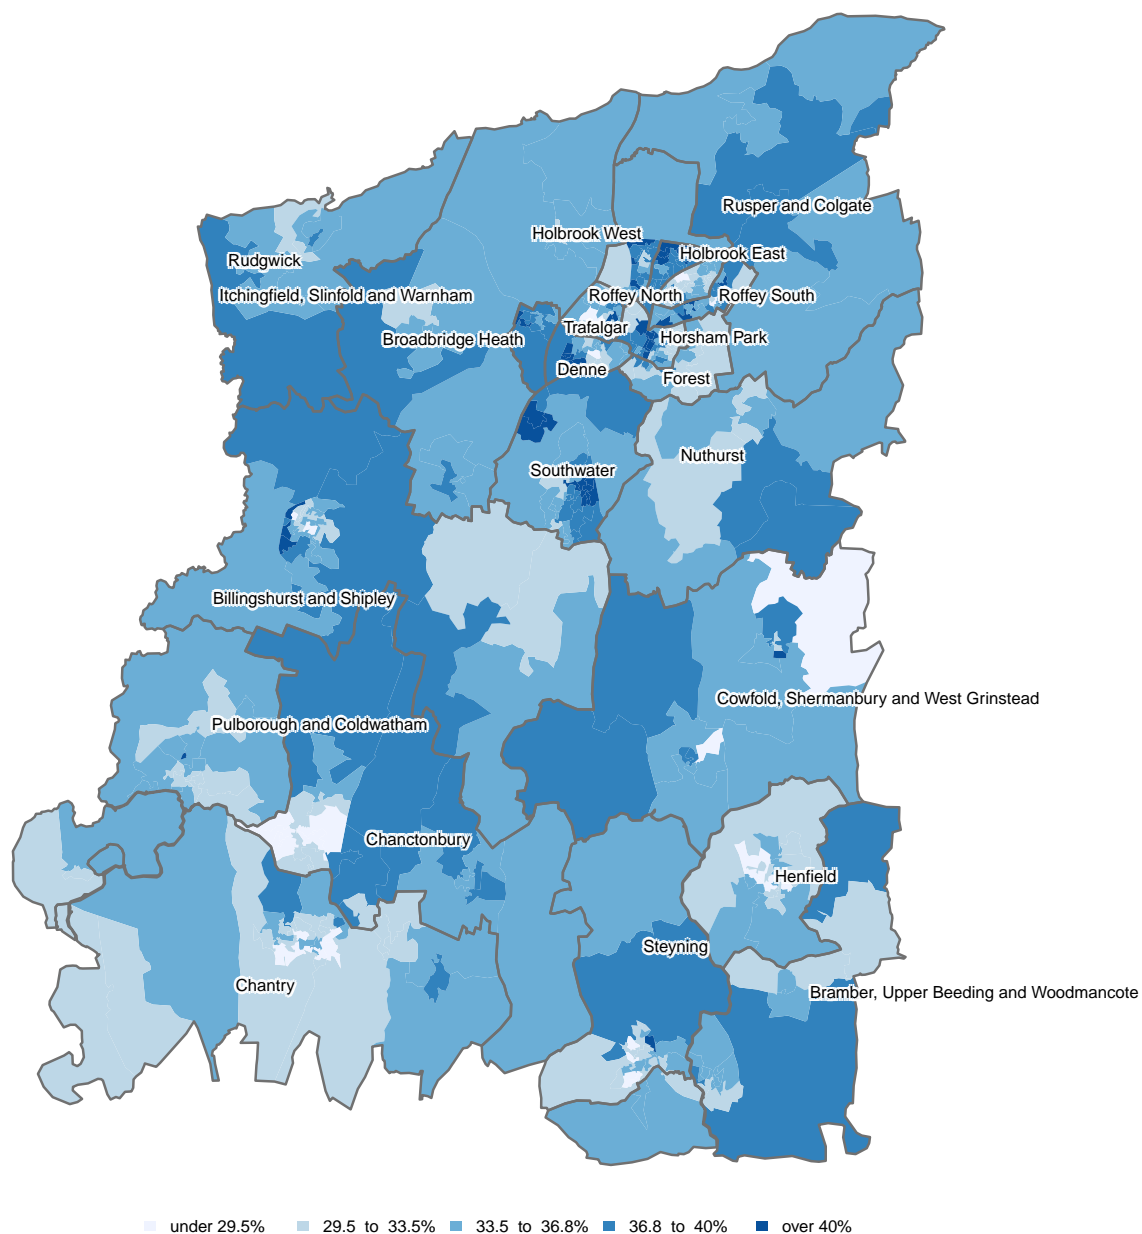 Rusper and Colgate
Holbrook West
Holbrook East
Rudgwick
Itchingfield, Slinfold and Warnham
Roffey North
Roffey South
Trafalgar
Broadbridge Heath
Horsham Park
Denne
Forest
Nuthurst
Southwater
Billingshurst and Shipley
Cowfold, Shermanbury and West Grinstead
Pulborough and Coldwatham
Chanctonbury
Henfield
Steyning
Chantry
Bramber, Upper Beeding and Woodmancote
under 29.5% 29.5 to 33.5% 33.5 to 36.8% 36.8 to 40% over 40%